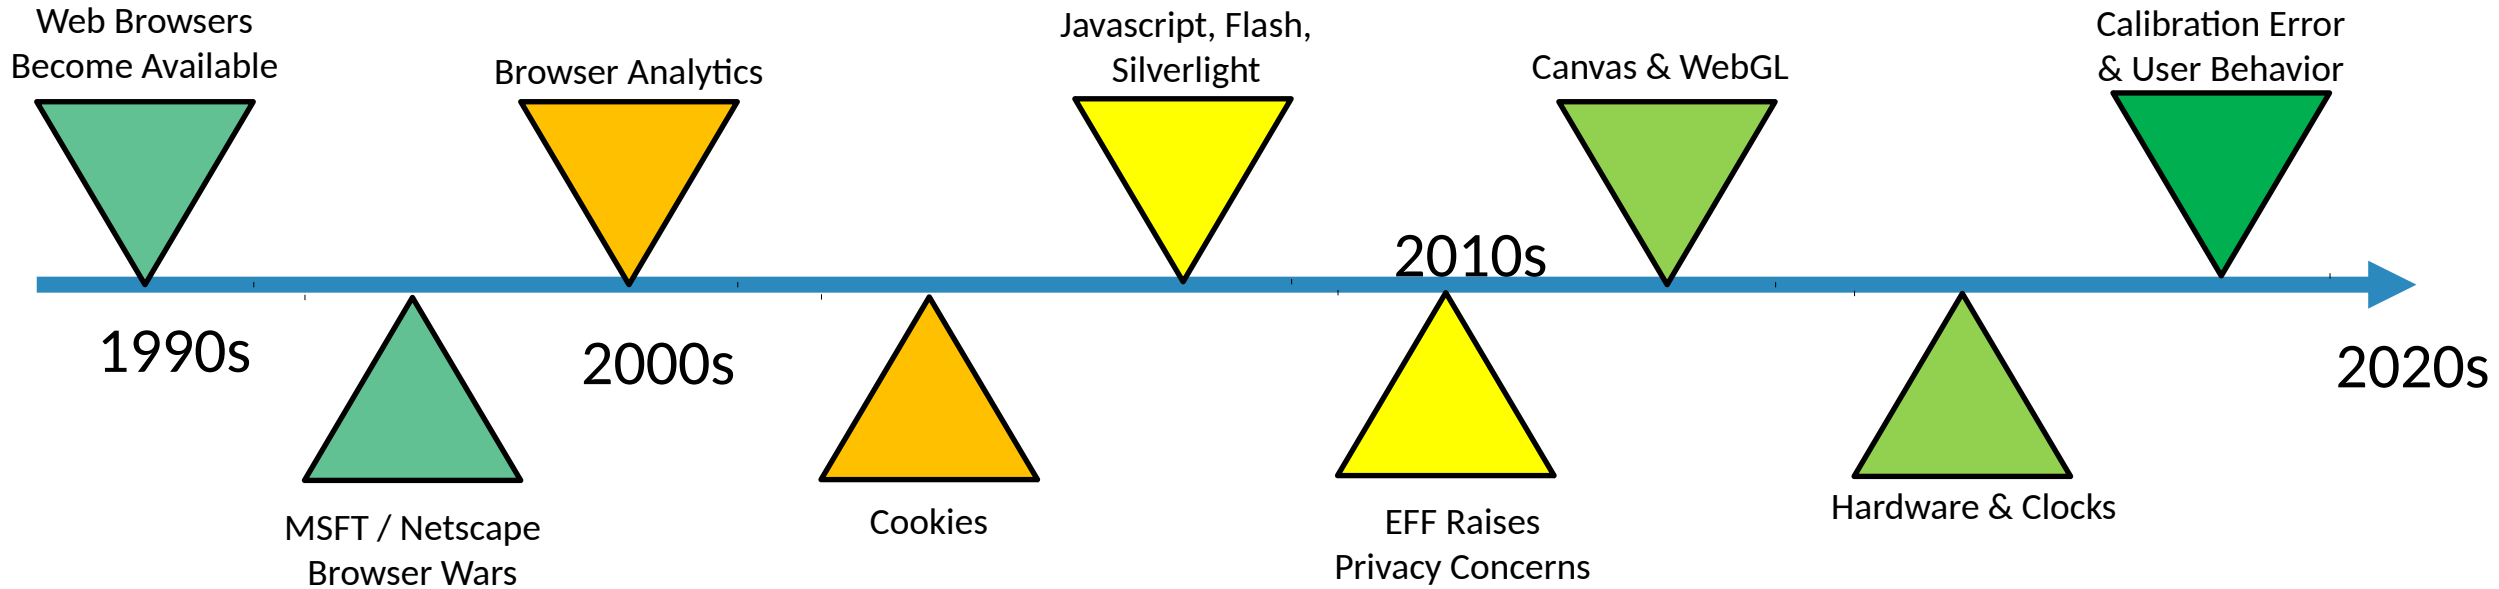 Web Browsers
Become Available
Browser Analytics
Javascript, Flash,
Silverlight
Canvas & WebGL
Calibration Error
& User Behavior
1990s
2000s
2010s
2020s
MSFT / Netscape
Browser Wars
Cookies
EFF Raises
Privacy Concerns
Hardware & Clocks